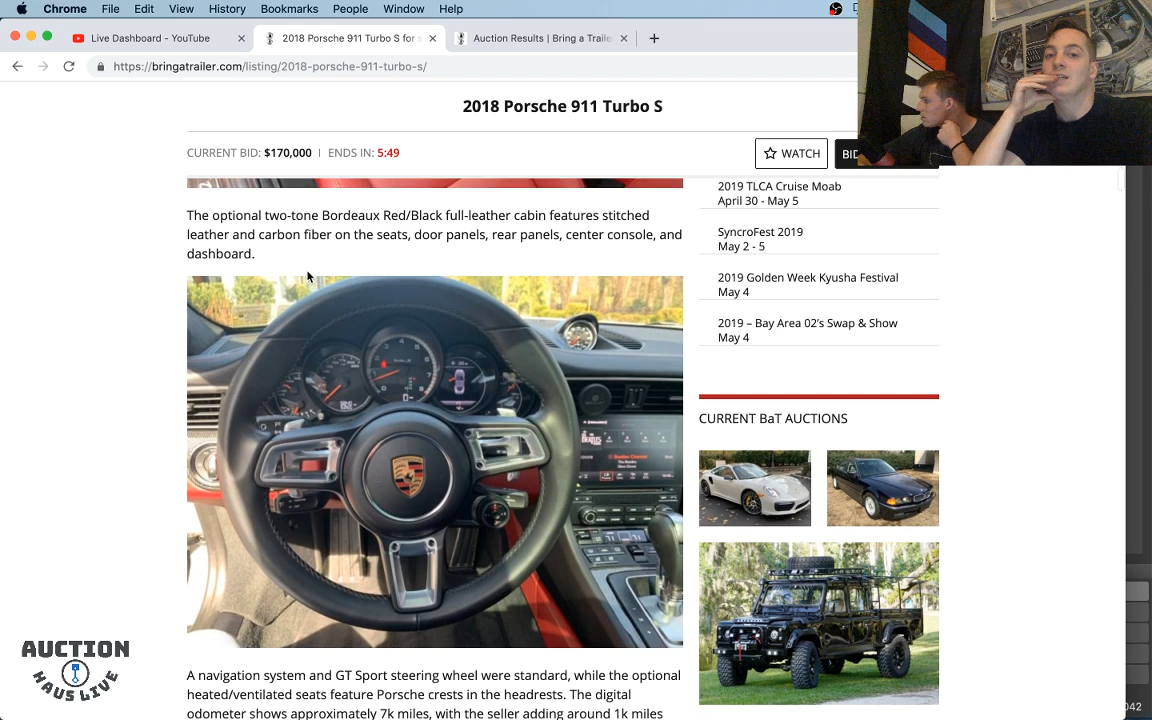 Chrome File Edit View History Bookmarks People Window Help
Live Dashboard - YouTube
2018 Porsche 911 Turbo S for s
Auction Results | Bring a Traile
https://bringatrailer.com/listing/2018-porsche-911-turbo-s/
2018 Porsche 911 Turbo S
CURRENT BID: $170,000 | ENDS IN: 5:49
WATCH
BID
The optional two-tone Bordeaux Red/Black full-leather cabin features stitched
leather and carbon fiber on the seats, door panels, rear panels, center console, and
dashboard.
2019 TLCA Cruise Moab
April 30 - May 5
SyncroFest 2019
May 2 - 5
2019 Golden Week Kyusha Festival
May 4
2019 – Bay Area 02's Swap & Show
May 4
CURRENT BaT AUCTIONS
A navigation system and GT Sport steering wheel were standard, while the optional
heated/ventilated seats feature Porsche crests in the headrests. The digital
odometer shows approximately 7k miles, with the seller adding around 1k miles
AUCTION
HAUS LIVE
042